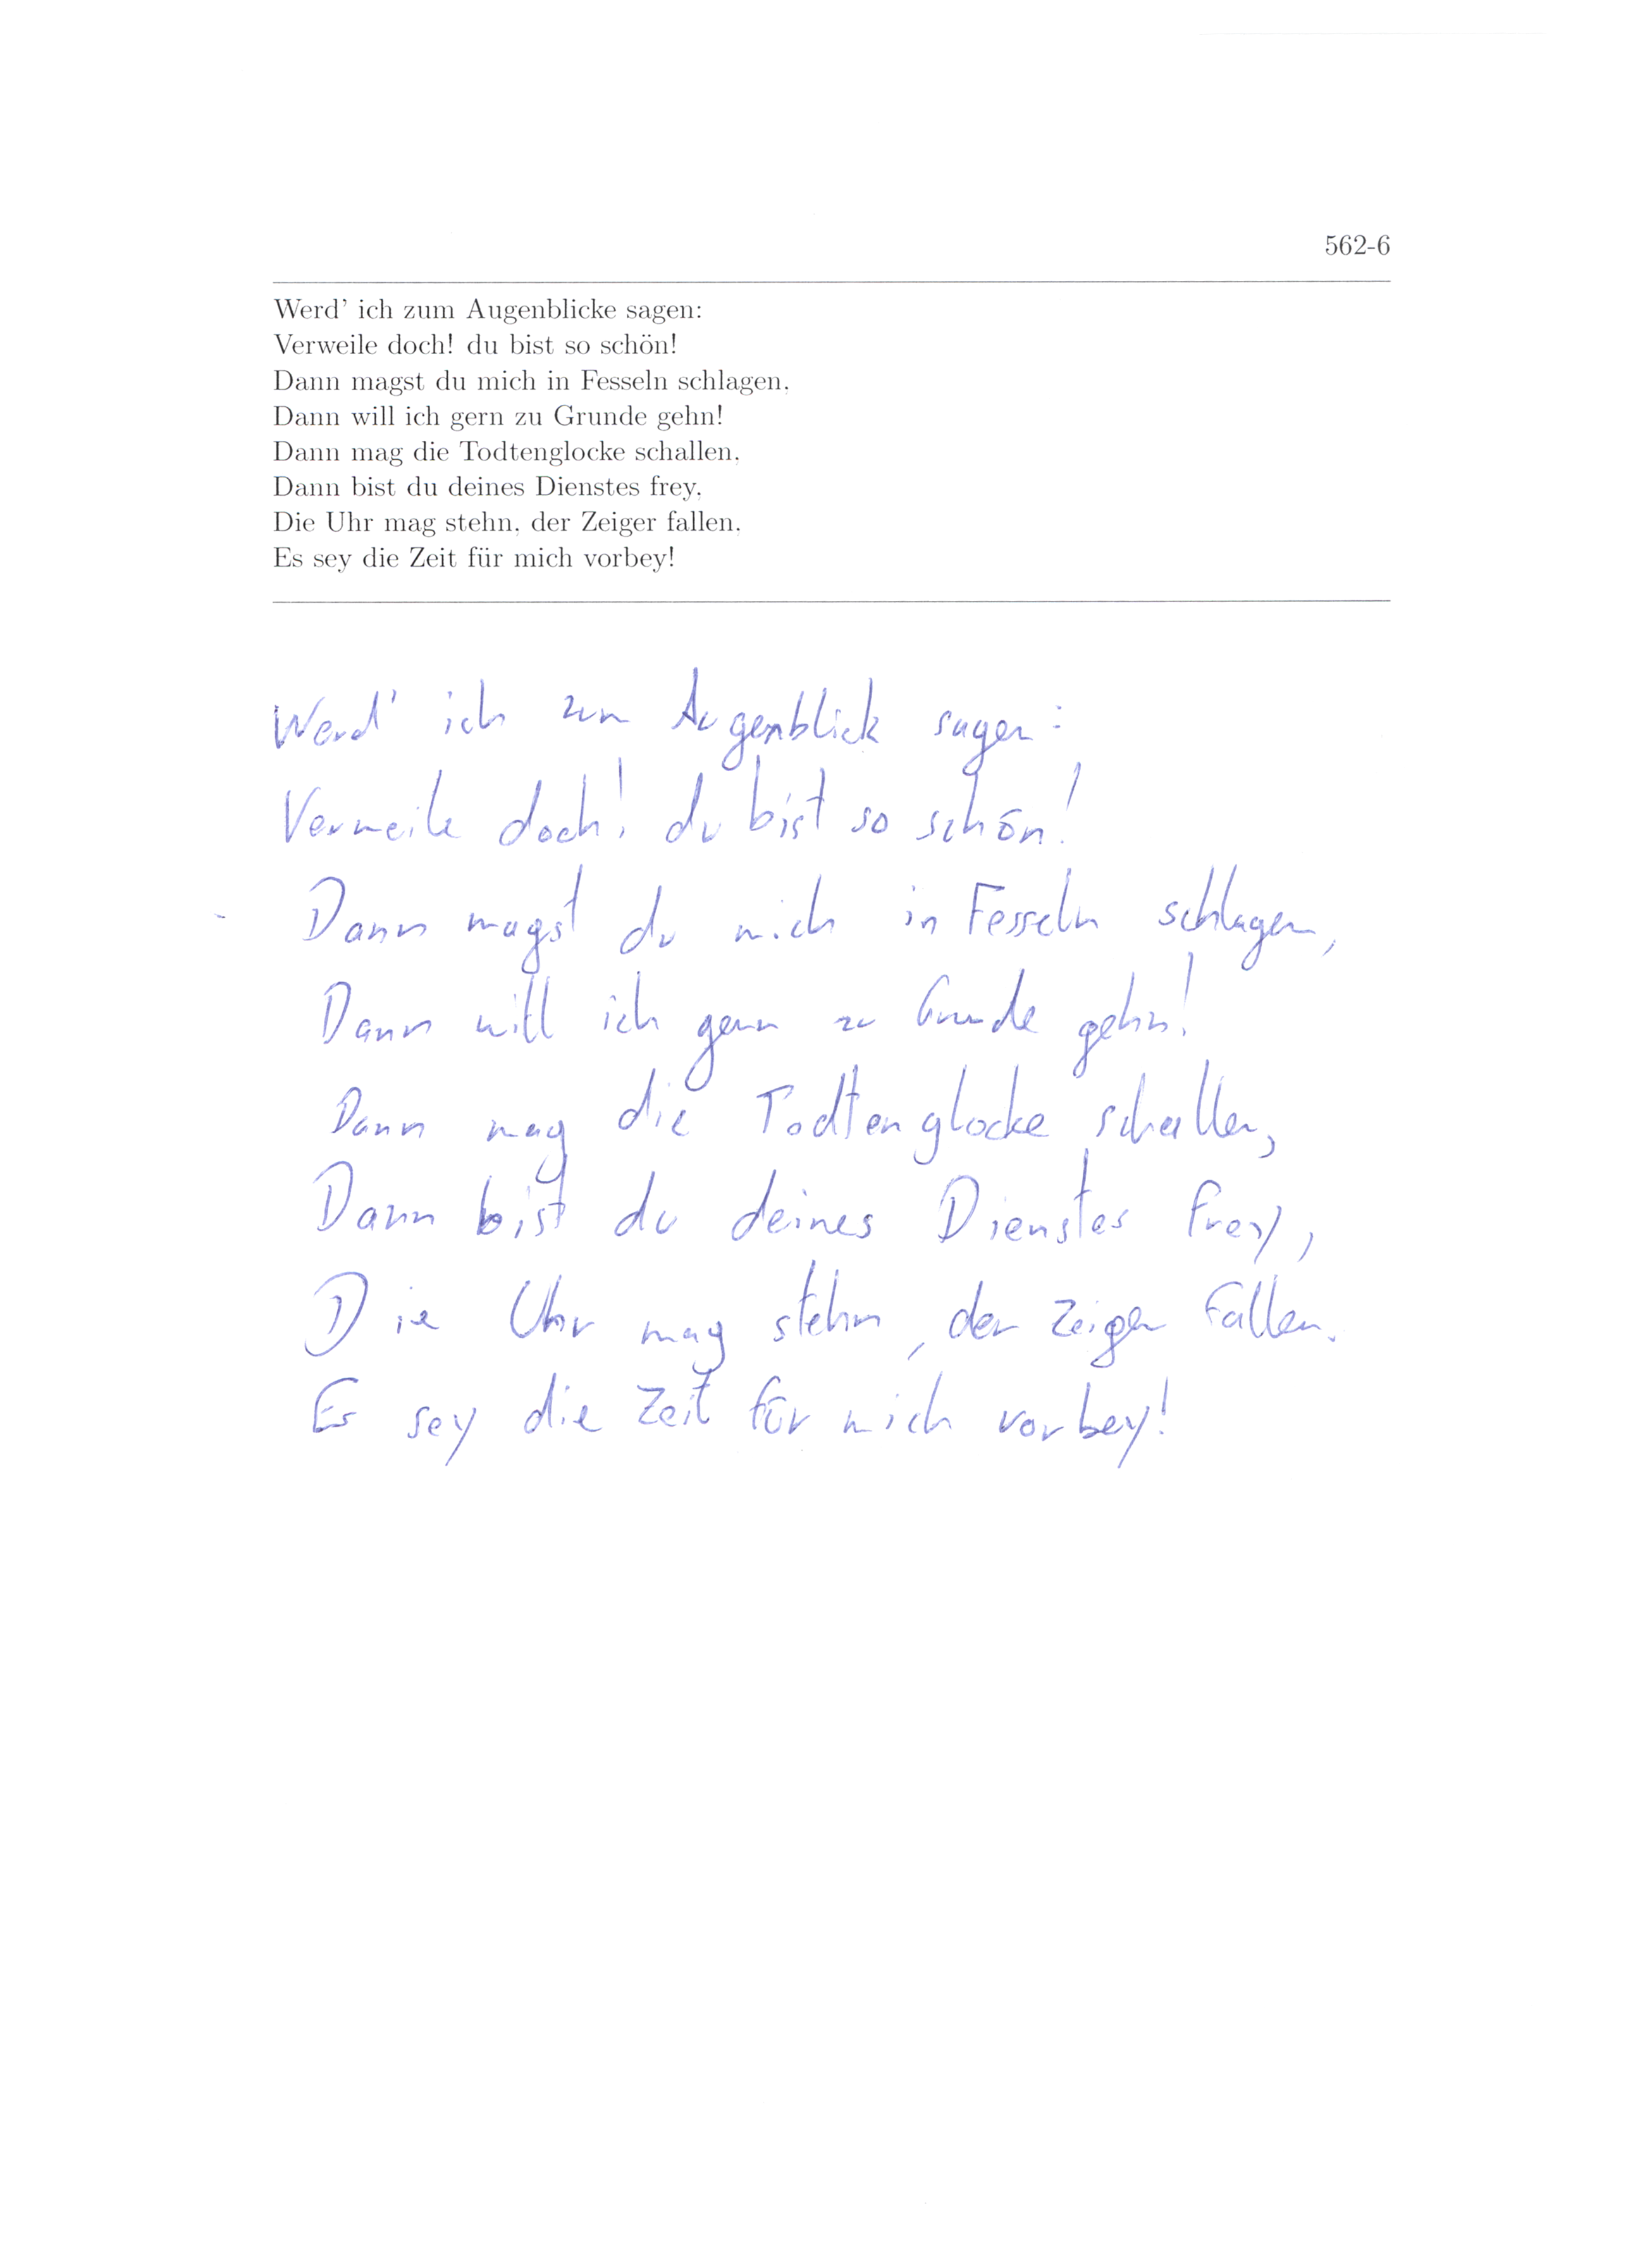 562-6
Werd' ich zum Augenblicke sagen:
Verweile doch! du bist so schön!
Dann magst du mich in Fesseln schlagen,
Dann will ich gern zu Grunde gehn!
Dann mag die Todtenglocke schallen,
Dann bist du deines Dienstes frey,
Die Uhr mag stehn, der Zeiger fallen,
Es sey die Zeit für mich vorbey!
Werd' ich zum Augenblick sagen:
Verweile doch! du bist so schön!
Dann magst du mich in Fesseln schlagen,
Dann will ich gern zu Grunde gehn!
Dann mag die Todtenglocke schallen,
Dann bist du deines Dienstes frey,
Die Uhr mag stehn, der Zeiger fallen.
Es sey die Zeit für mich vorbey!